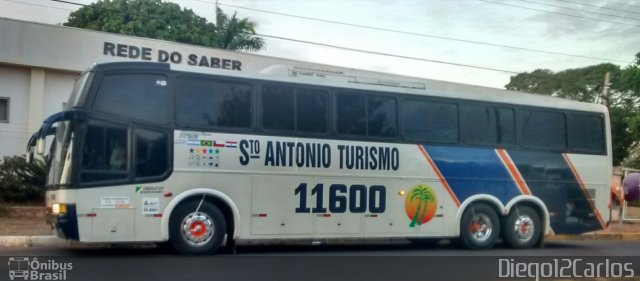 REDE DO SABER
STO ANTONIO TURISMO
11600
Ônibus
Brasil
Diego12Carlos